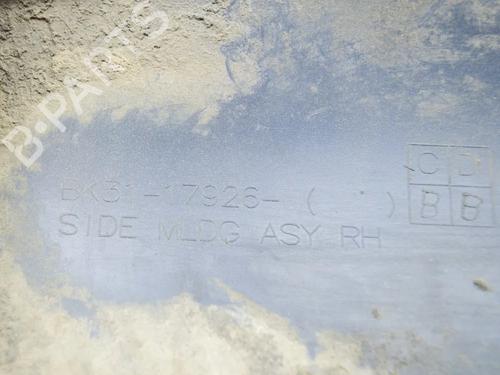 B-PARTS
BK31-17926- ( )
C D
B B
SIDE MLDG ASY RH